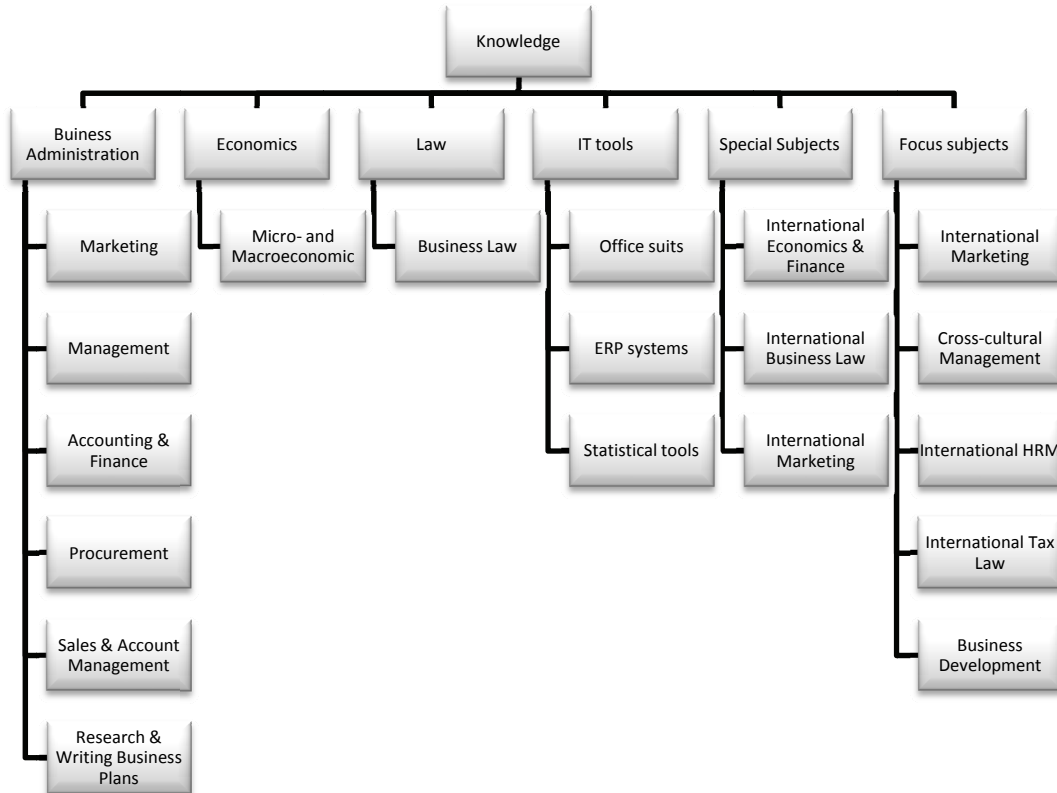 Knowledge
Buiness
Administration
Economics
Law
IT tools
Special Subjects
Focus subjects
Marketing
Management
Accounting &
Finance
Procurement
Sales & Account
Management
Research &
Writing Business
Plans
Micro- and
Macroeconomic
Business Law
Office suits
ERP systems
Statistical tools
International
Economics &
Finance
International
Business Law
International
Marketing
International
Marketing
Cross-cultural
Management
International HRM
International Tax
Law
Business
Development